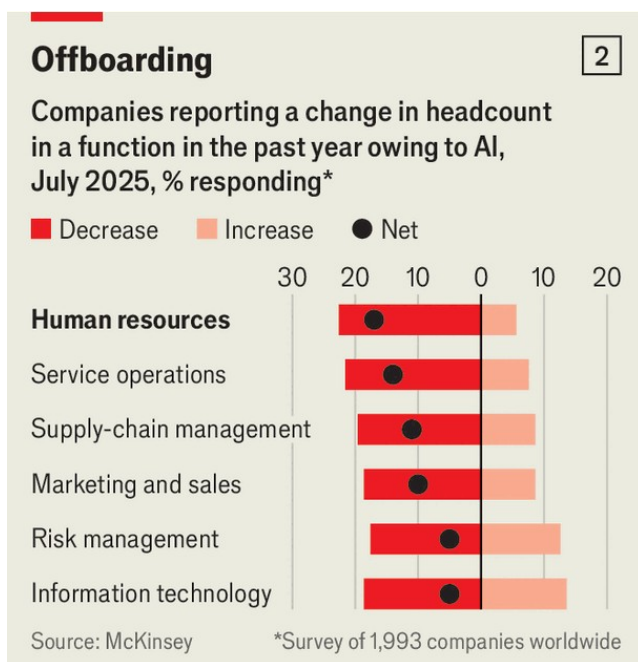 Offboarding
2
Companies reporting a change in headcount
in a function in the past year owing to AI,
July 2025, % responding*
Decrease Increase Net
30 20 10 0 10 20
Human resources
Service operations
Supply-chain management
Marketing and sales
Risk management
Information technology
Source: McKinsey *Survey of 1,993 companies worldwide